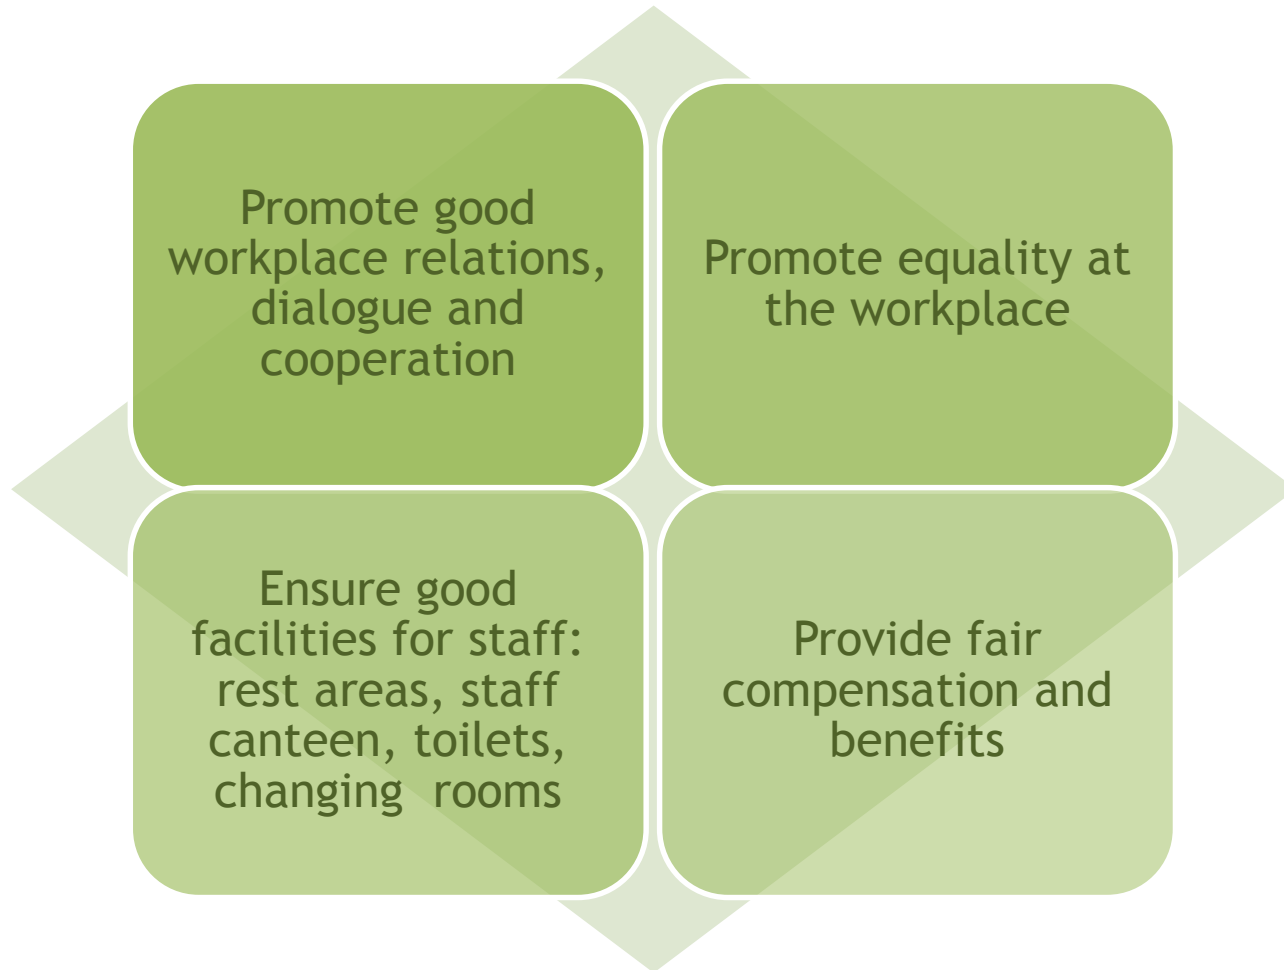 Promote good
workplace relations,
dialogue and
cooperation
Promote equality at
the workplace
Ensure good
facilities for staff:
rest areas, staff
canteen, toilets,
changing  rooms
Provide fair
compensation and
benefits